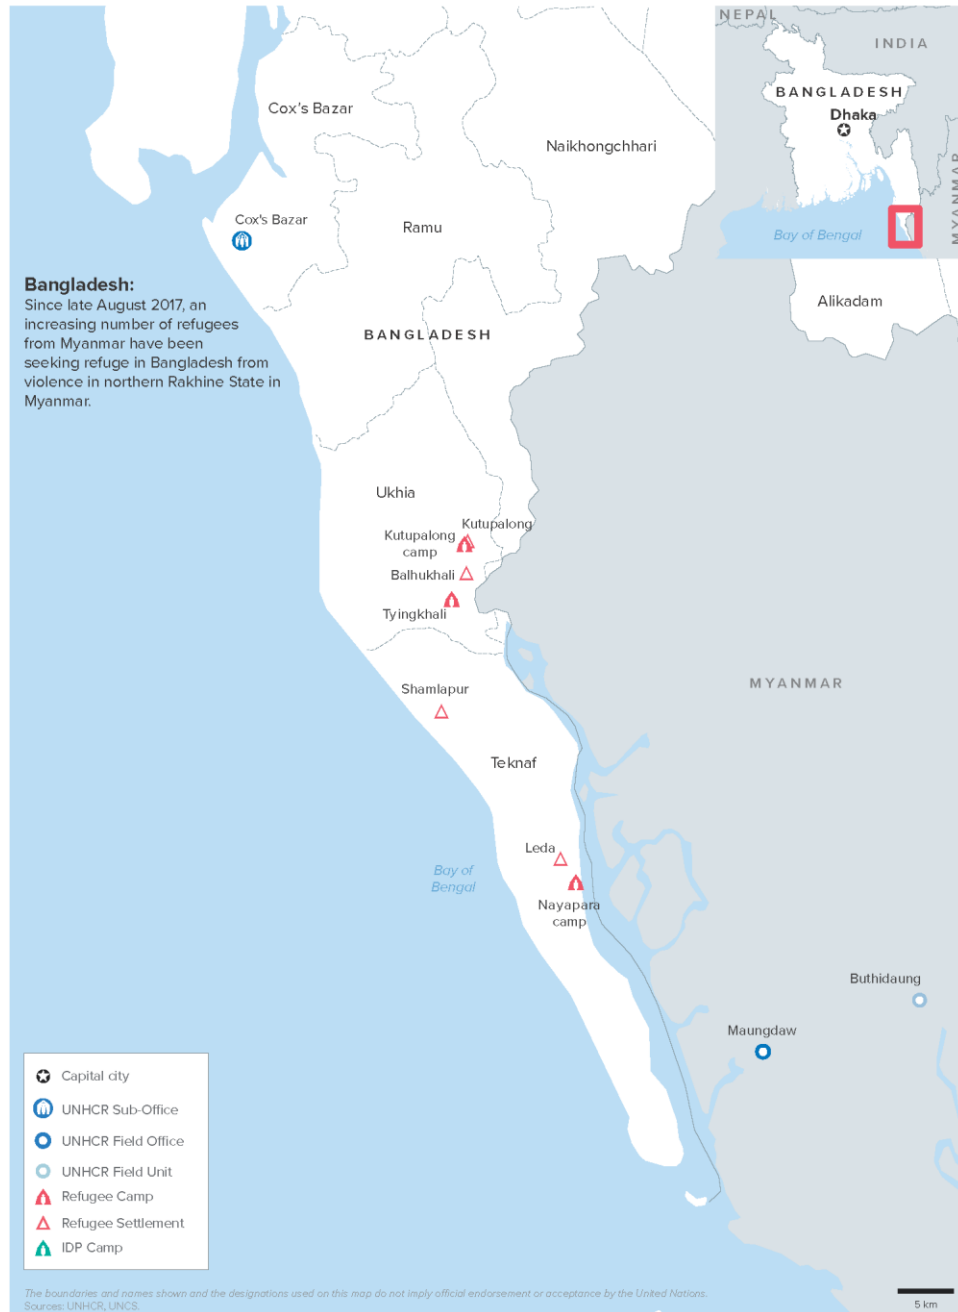 NEPAL
INDIA
BANGLADESH
Dhaka
MYANMAR
Bay of Bengal
Cox's Bazar
Naikhongchhari
Cox's Bazar
Ramu
Alikadam
Bangladesh:
Since late August 2017, an
increasing number of refugees
from Myanmar have been
seeking refuge in Bangladesh from
violence in northern Rakhine State in
Myanmar.
BANGLADESH
Ukhia
Kutupalong
Kutupalong
camp
Balhukhali
Tyingkhali
Shamlapur
MYANMAR
Teknaf
Leda
Bay of
Bengal
Nayapara
camp
Buthidaung
Maungdaw
Capital city
UNHCR Sub-Office
UNHCR Field Office
UNHCR Field Unit
Refugee Camp
Refugee Settlement
IDP Camp
The boundaries and names shown and the designations used on this map do not imply official endorsement or acceptance by the United Nations.
Sources: UNHCR, UNCS.
5 km